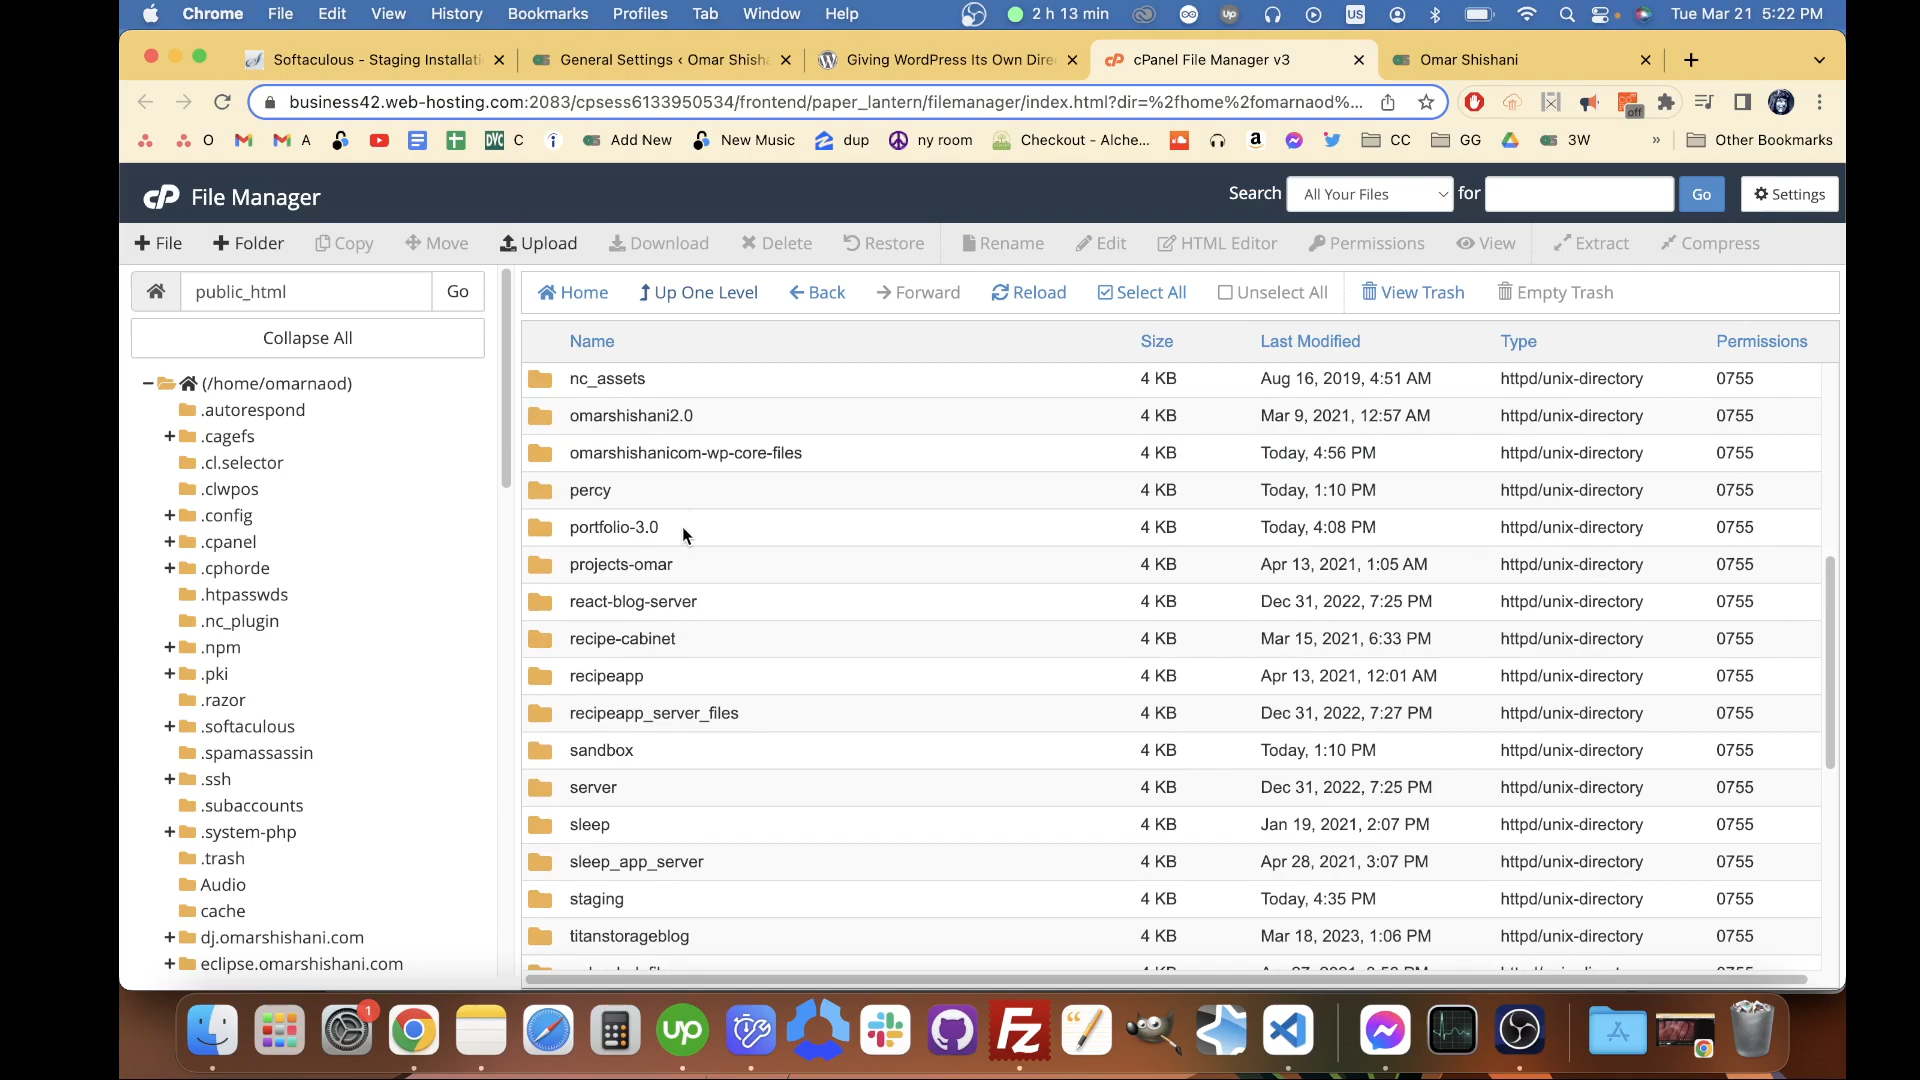 Chrome File Edit View History Bookmarks Profiles Tab Window Help 2 h 13 min US Tue Mar 21 5:22 PM
Softaculous - Staging Installati General Settings ‹ Omar Shisha Giving WordPress Its Own Dire cPanel File Manager v3 Omar Shishani
business42.web-hosting.com:2083/cpsess6133950534/frontend/paper_lantern/filemanager/index.html?dir=%2fhome%2fomarnaod%... off
O A DYC C Add New New Music dup ny room Checkout - Alche... CC GG 3W » Other Bookmarks
cP File Manager Search All Your Files for Go Settings
File Folder Copy Move Upload Download Delete Restore Rename Edit HTML Editor Permissions View Extract Compress
public_html Go
Home Up One Level Back Forward Reload Select All Unselect All View Trash Empty Trash
Collapse All
(/home/omarnaod)
.autorespond
.cagefs
.cl.selector
.clwpos
.config
.cpanel
.cphorde
.htpasswds
.nc_plugin
.npm
.pki
.razor
.softaculous
.spamassassin
.ssh
.subaccounts
.system-php
.trash
Audio
cache
dj.omarshishani.com
eclipse.omarshishani.com
Name Size Last Modified Type Permissions
nc_assets 4 KB Aug 16, 2019, 4:51 AM httpd/unix-directory 0755
omarshishani2.0 4 KB Mar 9, 2021, 12:57 AM httpd/unix-directory 0755
omarshishanicom-wp-core-files 4 KB Today, 4:56 PM httpd/unix-directory 0755
percy 4 KB Today, 1:10 PM httpd/unix-directory 0755
portfolio-3.0 4 KB Today, 4:08 PM httpd/unix-directory 0755
projects-omar 4 KB Apr 13, 2021, 1:05 AM httpd/unix-directory 0755
react-blog-server 4 KB Dec 31, 2022, 7:25 PM httpd/unix-directory 0755
recipe-cabinet 4 KB Mar 15, 2021, 6:33 PM httpd/unix-directory 0755
recipeapp 4 KB Apr 13, 2021, 12:01 AM httpd/unix-directory 0755
recipeapp_server_files 4 KB Dec 31, 2022, 7:27 PM httpd/unix-directory 0755
sandbox 4 KB Today, 1:10 PM httpd/unix-directory 0755
server 4 KB Dec 31, 2022, 7:25 PM httpd/unix-directory 0755
sleep 4 KB Jan 19, 2021, 2:07 PM httpd/unix-directory 0755
sleep_app_server 4 KB Apr 28, 2021, 3:07 PM httpd/unix-directory 0755
staging 4 KB Today, 4:35 PM httpd/unix-directory 0755
titanstorageblog 4 KB Mar 18, 2023, 1:06 PM httpd/unix-directory 0755
1 up Fz